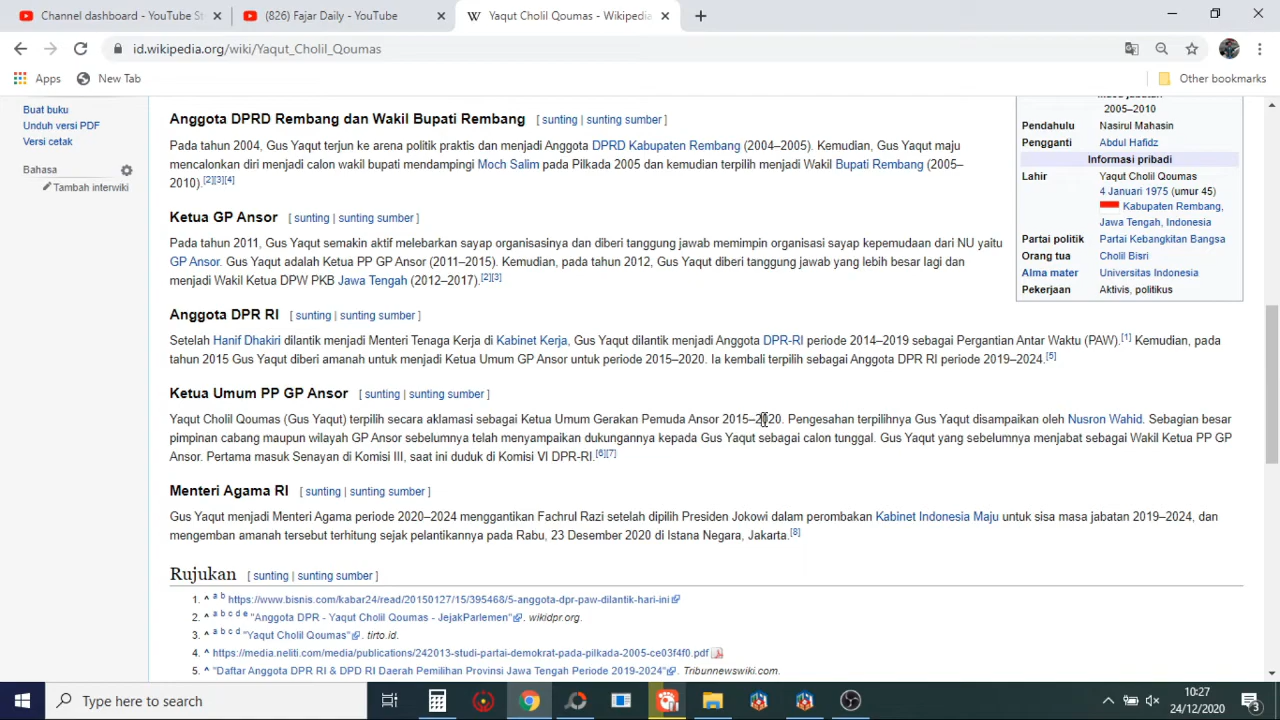 Channel dashboard - YouTube St
(826) Fajar Daily - YouTube
Yaqut Cholil Qoumas - Wikipedia
id.wikipedia.org/wiki/Yaqut_Cholil_Qoumas
Apps
New Tab
Other bookmarks
Buat buku
Unduh versi PDF
Versi cetak
Bahasa
Tambah interwiki
Anggota DPRD Rembang dan Wakil Bupati Rembang [ sunting | sunting sumber ]
Pada tahun 2004, Gus Yaqut terjun ke arena politik praktis dan menjadi Anggota DPRD Kabupaten Rembang (2004–2005). Kemudian, Gus Yaqut maju
mencalonkan diri menjadi calon wakil bupati mendampingi Moch Salim pada Pilkada 2005 dan kemudian terpilih menjadi Wakil Bupati Rembang (2005–
2010).[2][3][4]
Ketua GP Ansor [ sunting | sunting sumber ]
Pada tahun 2011, Gus Yaqut semakin aktif melebarkan sayap organisasinya dan diberi tanggung jawab memimpin organisasi sayap kepemudaan dari NU yaitu
GP Ansor. Gus Yaqut adalah Ketua PP GP Ansor (2011–2015). Kemudian, pada tahun 2012, Gus Yaqut diberi tanggung jawab yang lebih besar lagi dan
menjadi Wakil Ketua DPW PKB Jawa Tengah (2012–2017).[2][3]
Anggota DPR RI [ sunting | sunting sumber ]
Setelah Hanif Dhakiri dilantik menjadi Menteri Tenaga Kerja di Kabinet Kerja, Gus Yaqut dilantik menjadi Anggota DPR-RI periode 2014–2019 sebagai Pergantian Antar Waktu (PAW).[1] Kemudian, pada
tahun 2015 Gus Yaqut diberi amanah untuk menjadi Ketua Umum GP Ansor untuk periode 2015–2020. Ia kembali terpilih sebagai Anggota DPR RI periode 2019–2024.[5]
Ketua Umum PP GP Ansor [ sunting | sunting sumber ]
Yaqut Cholil Qoumas (Gus Yaqut) terpilih secara aklamasi sebagai Ketua Umum Gerakan Pemuda Ansor 2015–2020. Pengesahan terpilihnya Gus Yaqut disampaikan oleh Nusron Wahid. Sebagian besar
pimpinan cabang maupun wilayah GP Ansor sebelumnya telah menyampaikan dukungannya kepada Gus Yaqut sebagai calon tunggal. Gus Yaqut yang sebelumnya menjabat sebagai Wakil Ketua PP GP
Ansor. Pertama masuk Senayan di Komisi III, saat ini duduk di Komisi VI DPR-RI.[6][7]
Menteri Agama RI [ sunting | sunting sumber ]
Gus Yaqut menjadi Menteri Agama periode 2020–2024 menggantikan Fachrul Razi setelah dipilih Presiden Jokowi dalam perombakan Kabinet Indonesia Maju untuk sisa masa jabatan 2019–2024, dan
mengemban amanah tersebut terhitung sejak pelantikannya pada Rabu, 23 Desember 2020 di Istana Negara, Jakarta.[8]
Rujukan [ sunting | sunting sumber ]
1. ^ a b https://www.bisnis.com/kabar24/read/20150127/15/395468/5-anggota-dpr-paw-dilantik-hari-ini
2. ^ a b c d e "Anggota DPR - Yaqut Cholil Qoumas - JejakParlemen". wikidpr.org.
3. ^ a b c d "Yaqut Cholil Qoumas". tirto.id.
4. ^ https://media.neliti.com/media/publications/242013-studi-partai-demokrat-pada-pilkada-2005-ce03f4f0.pdf
5. ^ "Daftar Anggota DPR RI & DPD RI Daerah Pemilihan Provinsi Jawa Tengah Periode 2019-2024". Tribunnewswiki.com.
2005–2010
Pendahulu Nasirul Mahasin
Pengganti Abdul Hafidz
Informasi pribadi
Lahir Yaqut Cholil Qoumas
4 Januari 1975 (umur 45)
Kabupaten Rembang,
Jawa Tengah, Indonesia
Partai politik Partai Kebangkitan Bangsa
Orang tua Cholil Bisri
Alma mater Universitas Indonesia
Pekerjaan Aktivis, politikus
Type here to search
10:27
24/12/2020
3